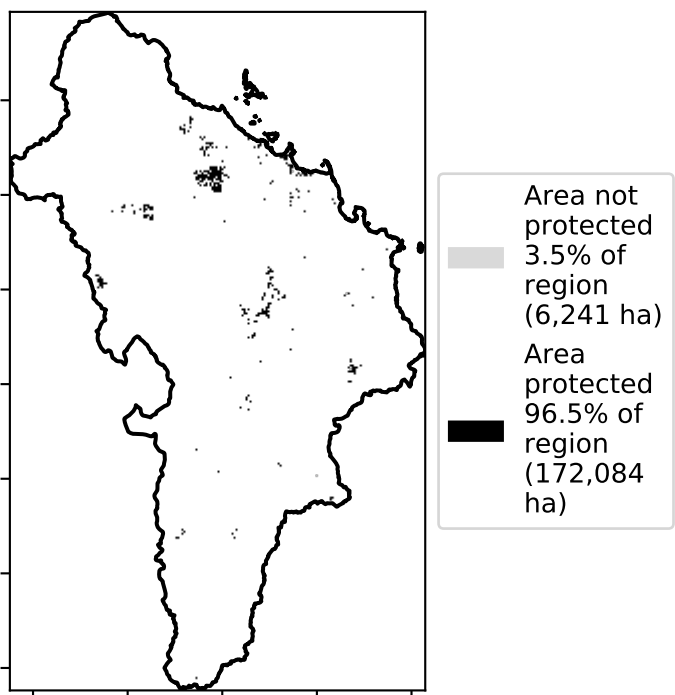 Area not
protected
3.5% of
region
(6,241 ha)
Area
protected
96.5% of
region
(172,084
ha)